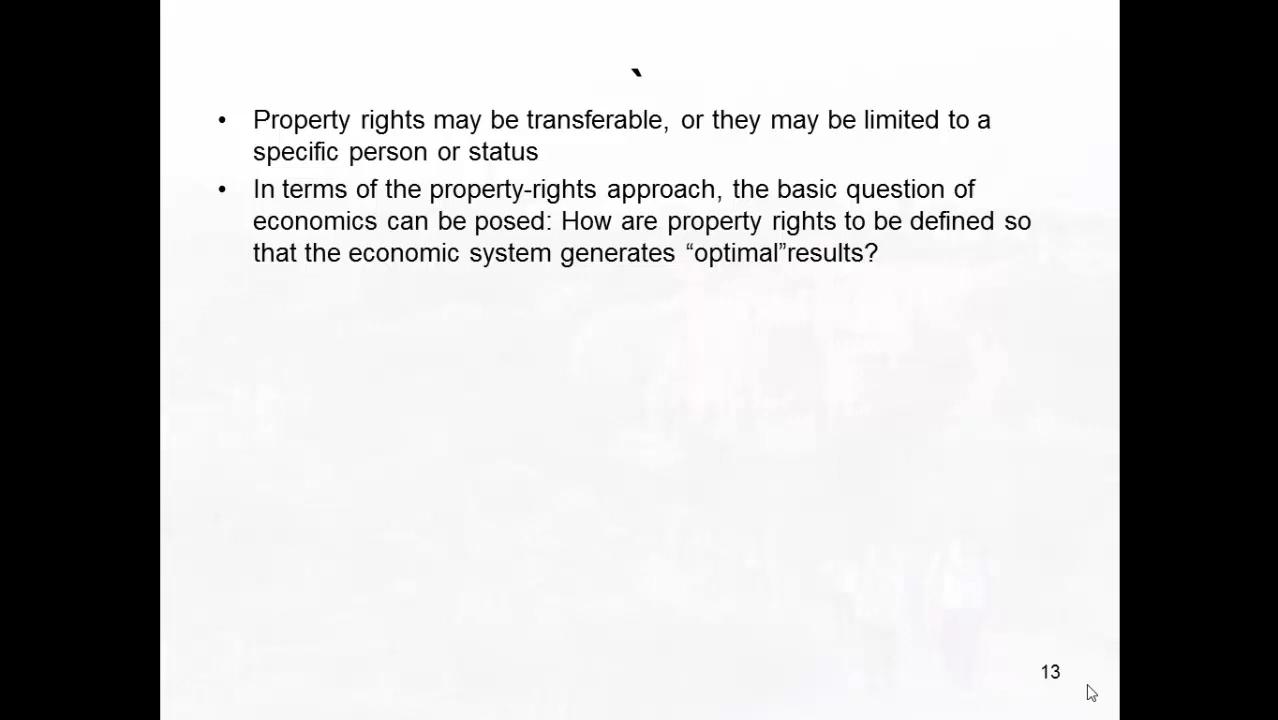 `
• Property rights may be transferable, or they may be limited to a
specific person or status
• In terms of the property-rights approach, the basic question of
economics can be posed: How are property rights to be defined so
that the economic system generates “optimal”results?
13